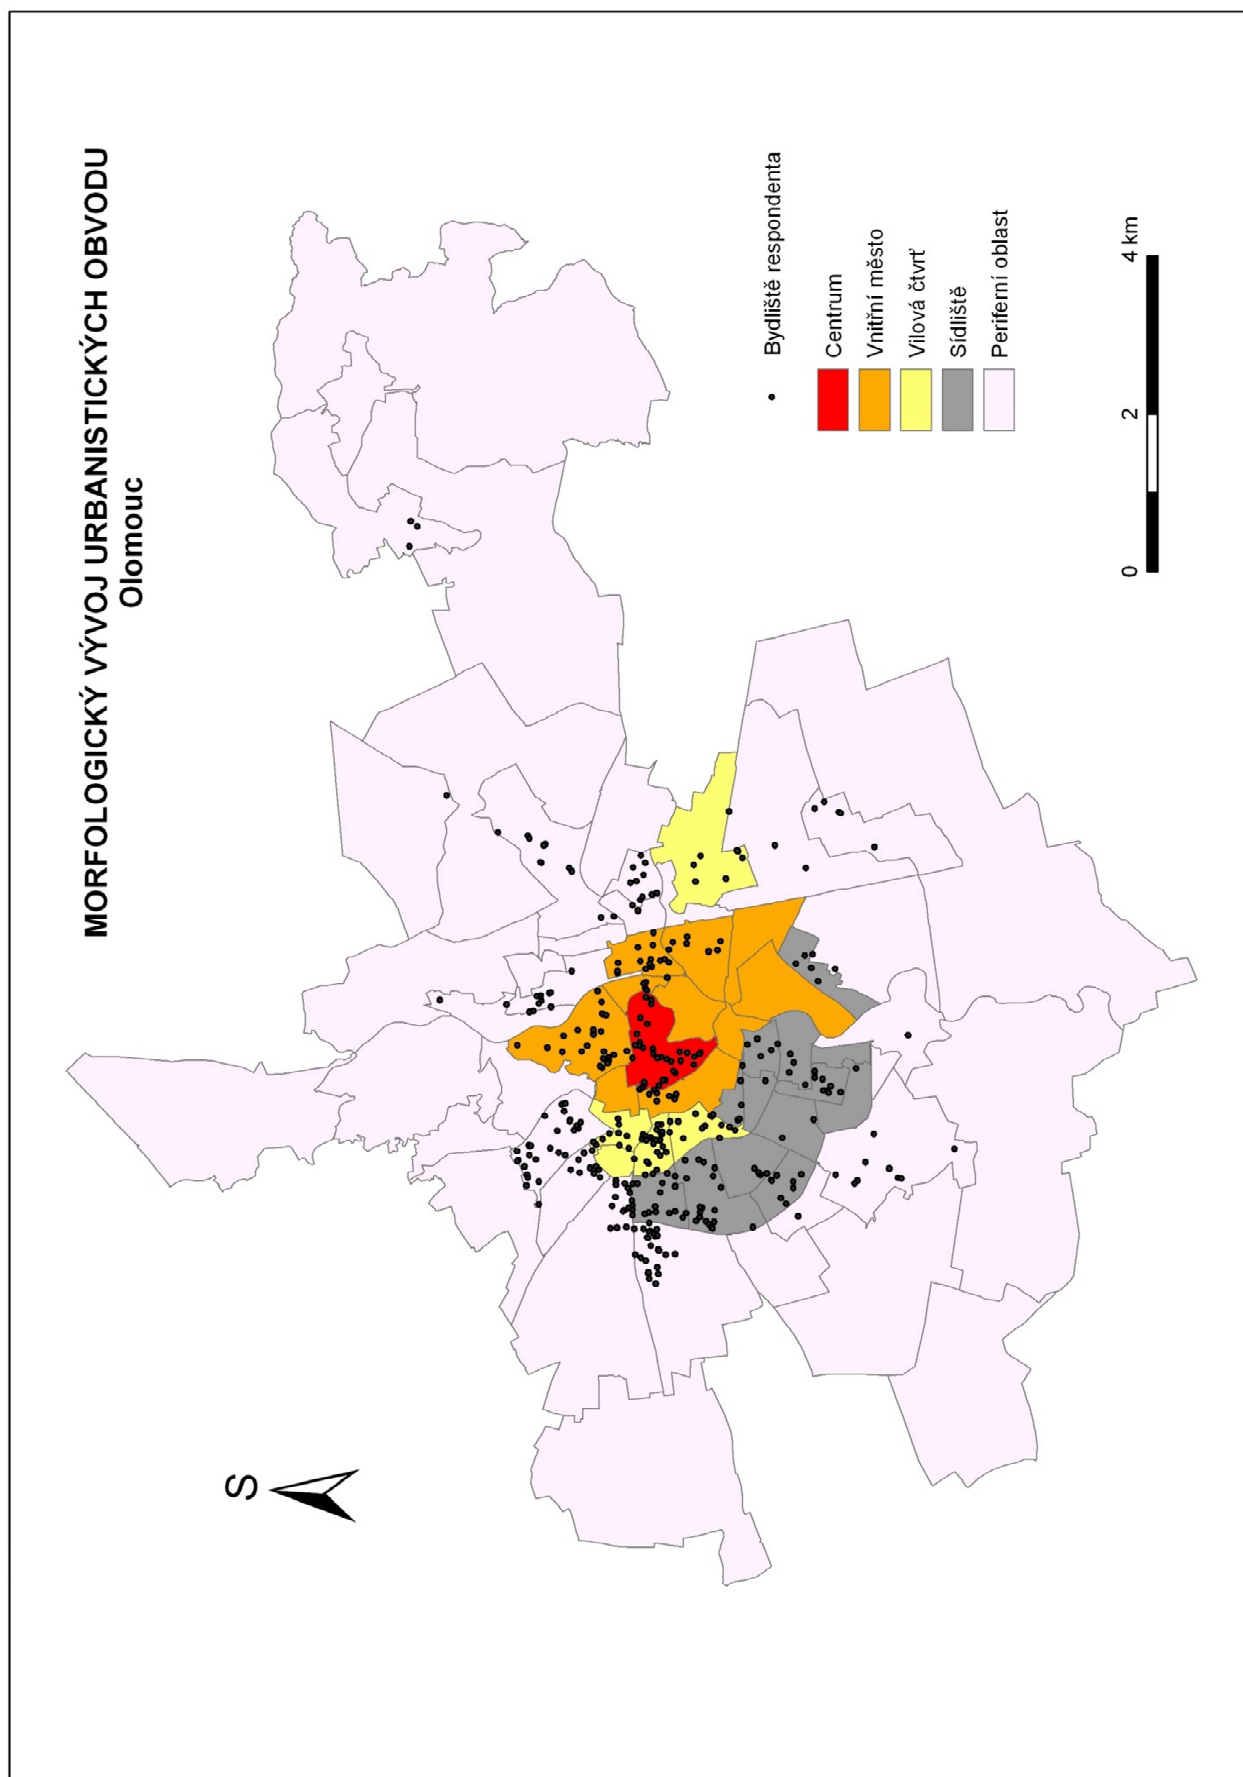 MORFOLOGICKÝ VÝVOJ URBANISTICKÝCH OBVODU
Olomouc
S
Bydliště respondenta
Centrum
Vnitřní město
Vilová čtvrť
Sídliště
Periferní oblast
0 2 4 km